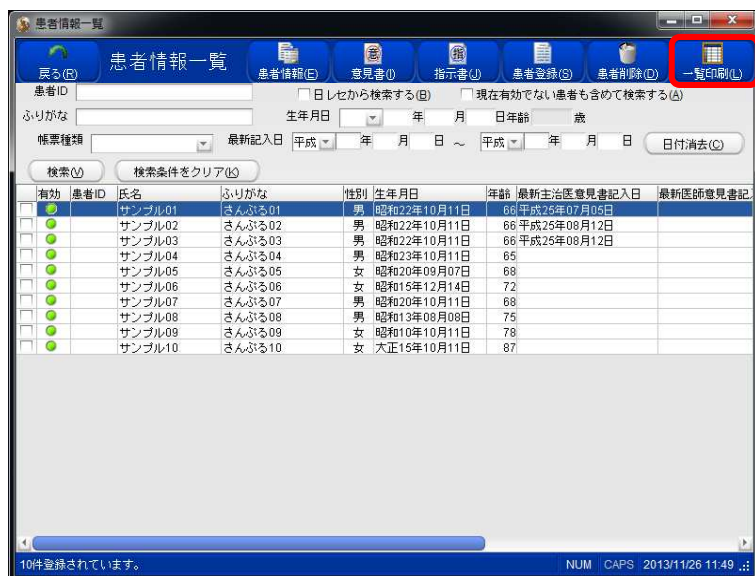 患者情報一覧
戻る(R) 患者情報一覧 患者情報(E) 意見書(I) 指示書(J) 患者登録(S) 患者削除(D) 一覧印刷(L)
患者ID 日レセから検索する(B) 現在有効でない患者も含めて検索する(A)
ふりがな 生年月日 年 月 日 年齢 歳
帳票種類 最新記入日 平成 年 月 日 ～ 平成 年 月 日 日付消去(C)
検索(V) 検索条件をクリア(K)
有効 患者ID 氏名 ふりがな 性別 生年月日 年齢 最新主治医意見書記入日 最新医師意見書記
サンプル01 さんぷる01 男 昭和22年10月11日 66 平成25年07月05日
サンプル02 さんぷる02 男 昭和22年10月11日 66 平成25年08月12日
サンプル03 さんぷる03 男 昭和22年10月11日 66 平成25年08月12日
サンプル04 さんぷる04 男 昭和23年10月11日 65
サンプル05 さんぷる05 女 昭和20年09月07日 68
サンプル06 さんぷる06 女 昭和15年12月14日 72
サンプル07 さんぷる07 男 昭和20年10月11日 68
サンプル08 さんぷる08 男 昭和13年08月08日 75
サンプル09 さんぷる09 女 昭和10年10月11日 78
サンプル10 さんぷる10 女 大正15年10月11日 87
10件登録されています。 NUM CAPS 2013/11/26 11:49